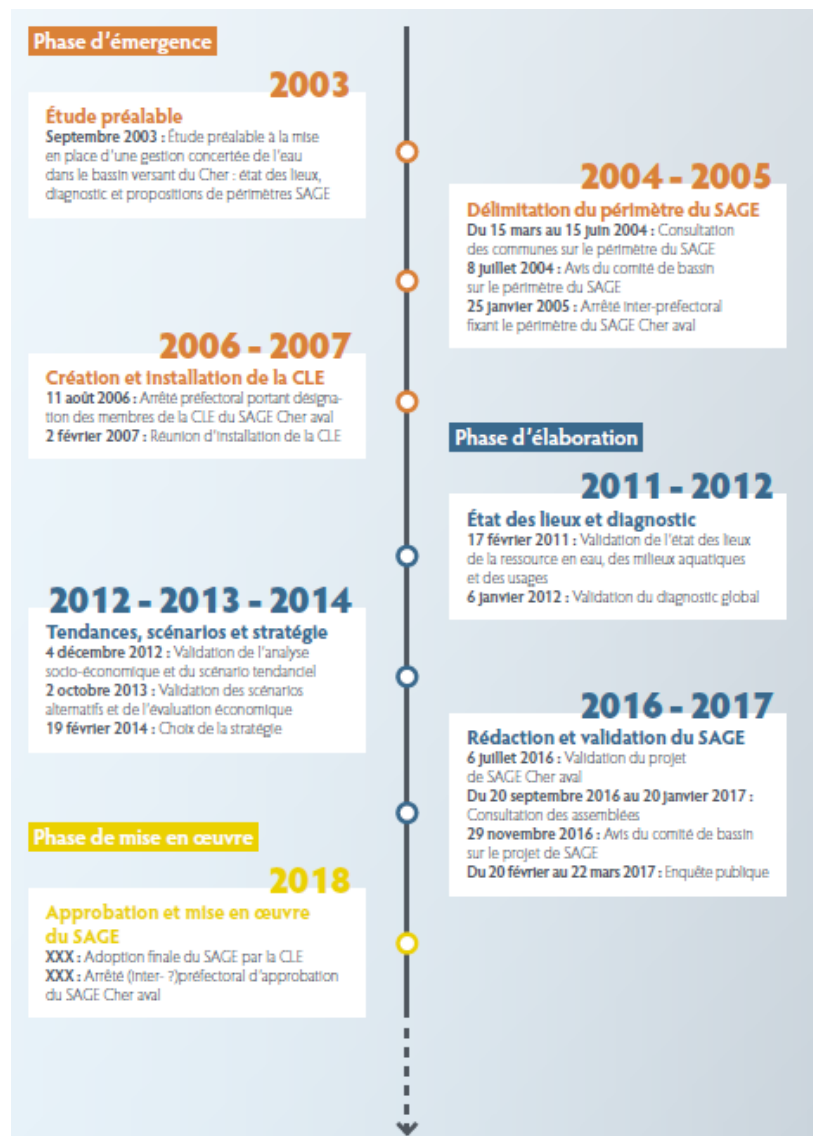 Phase d'émergence
2003
Étude préalable
Septembre 2003 : Étude préalable à la mise
en place d'une gestion concertée de l'eau
dans le bassin versant du Cher : état des lieux,
diagnostic et propositions de périmètres SAGE
2004 - 2005
Délimitation du périmètre du SAGE
Du 15 mars au 15 juin 2004 : Consultation
des communes sur le périmètre du SAGE
8 juillet 2004 : Avis du comité de bassin
sur le périmètre du SAGE
25 janvier 2005 : Arrêté inter-préfectoral
fixant le périmètre du SAGE Cher aval
2006 - 2007
Création et installation de la CLE
11 août 2006 : Arrêté préfectoral portant désigna-
tion des membres de la CLE du SAGE Cher aval
2 février 2007 : Réunion d'installation de la CLE
Phase d'élaboration
2011 - 2012
État des lieux et diagnostic
17 février 2011 : Validation de l'état des lieux
de la ressource en eau, des milieux aquatiques
et des usages
6 janvier 2012 : Validation du diagnostic global
2012 - 2013 - 2014
Tendances, scénarios et stratégie
4 décembre 2012 : Validation de l'analyse
socio-économique et du scénario tendanciel
2 octobre 2013 : Validation des scénarios
alternatifs et de l'évaluation économique
19 février 2014 : Choix de la stratégie
2016 - 2017
Rédaction et validation du SAGE
6 juillet 2016 : Validation du projet
de SAGE Cher aval
Du 20 septembre 2016 au 20 janvier 2017 :
Consultation des assemblées
29 novembre 2016 : Avis du comité de bassin
sur le projet de SAGE
Du 20 février au 22 mars 2017 : Enquête publique
Phase de mise en œuvre
2018
Approbation et mise en œuvre
du SAGE
XXX : Adoption finale du SAGE par la CLE
XXX : Arrêté (inter- ?)préfectoral d'approbation
du SAGE Cher aval